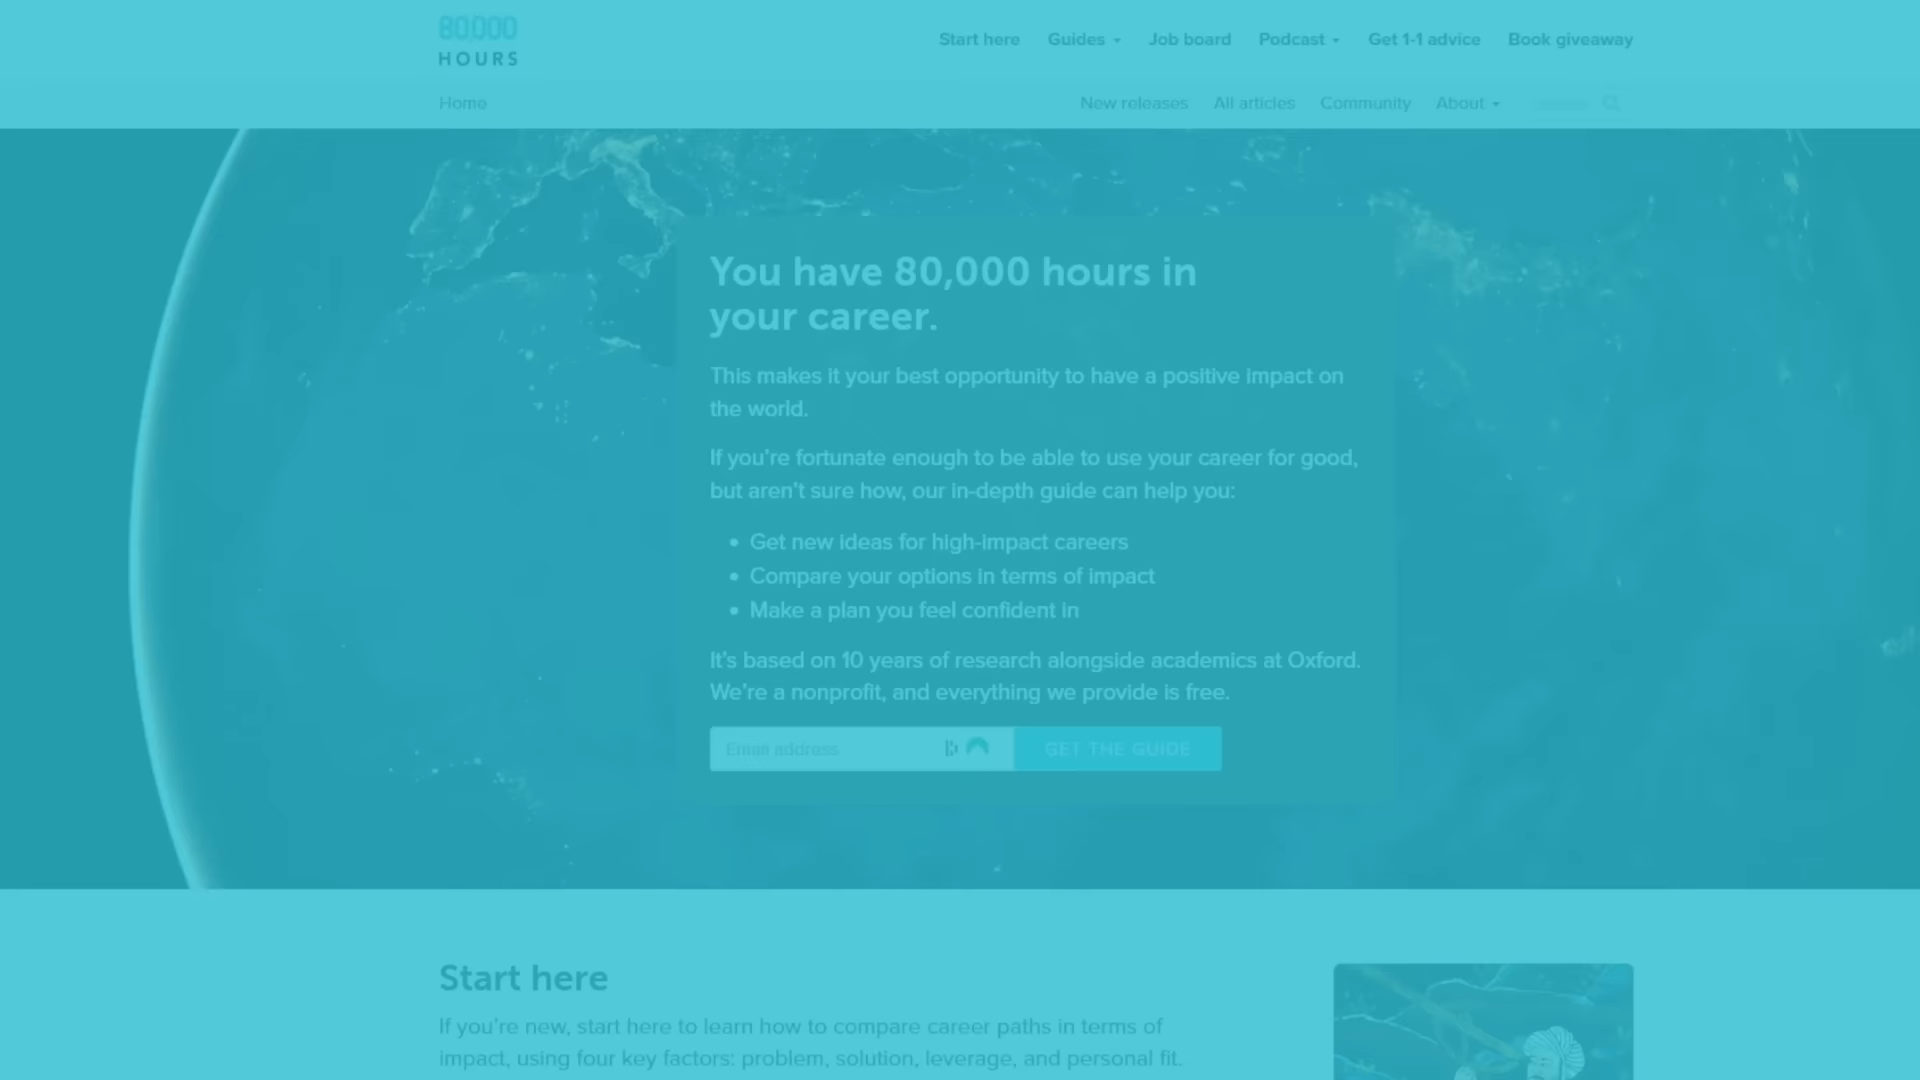 80,000
HOURS
Start here Guides Job board Podcast Get 1-1 advice Book giveaway
Home New releases All articles Community About
You have 80,000 hours in
your career.
This makes it your best opportunity to have a positive impact on
the world.
If you're fortunate enough to be able to use your career for good,
but aren't sure how, our in-depth guide can help you:
• Get new ideas for high-impact careers
• Compare your options in terms of impact
• Make a plan you feel confident in
It's based on 10 years of research alongside academics at Oxford.
We're a nonprofit, and everything we provide is free.
Email address GET THE GUIDE
Start here
If you're new, start here to learn how to compare career paths in terms of
impact, using four key factors: problem, solution, leverage, and personal fit.